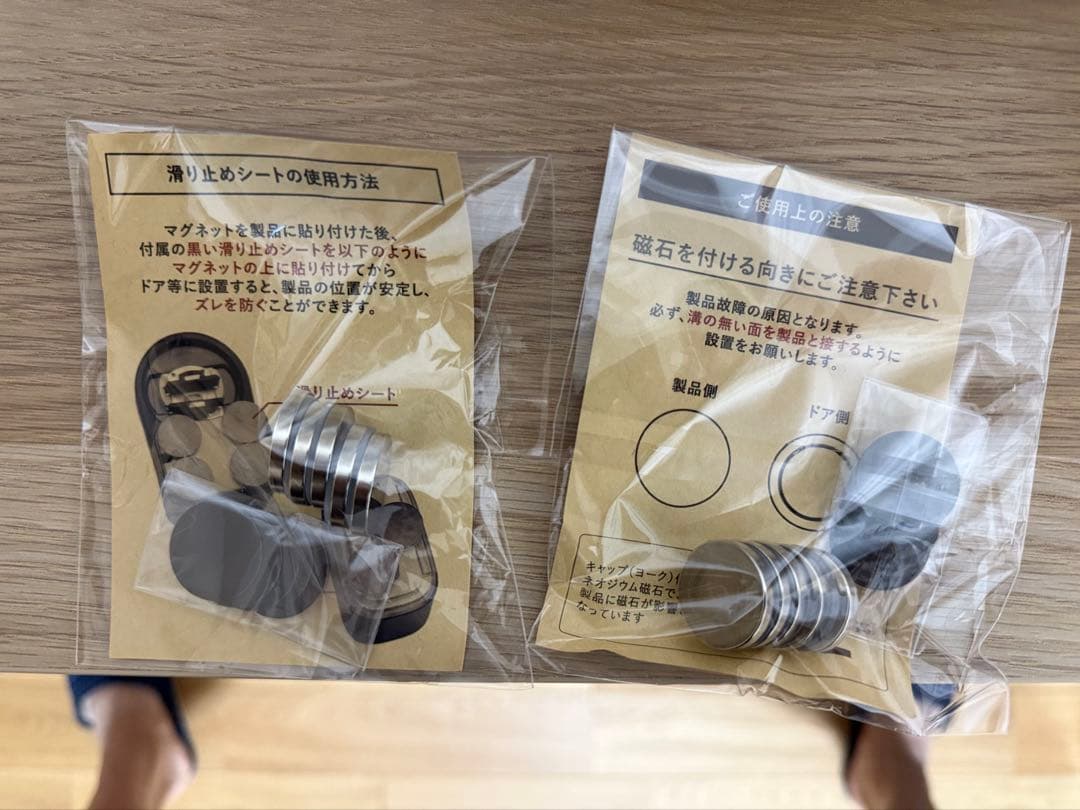 滑り止めシートの使用方法
マグネットを製品に貼り付けた後、
付属の黒い滑り止めシートを以下のように
マグネットの上に貼り付けてから
ドア等に設置すると、製品の位置が安定し、
ズレを防ぐことができます。
滑り止めシート
ご使用上の注意
磁石を付ける向きにご注意下さい
製品故障の原因となります。
必ず、溝の無い面を製品と接するように
設置をお願いします。
製品側
ドア側
キャップ(ヨーク)
ネオジウム磁石で、
製品に磁石が影響
なっています